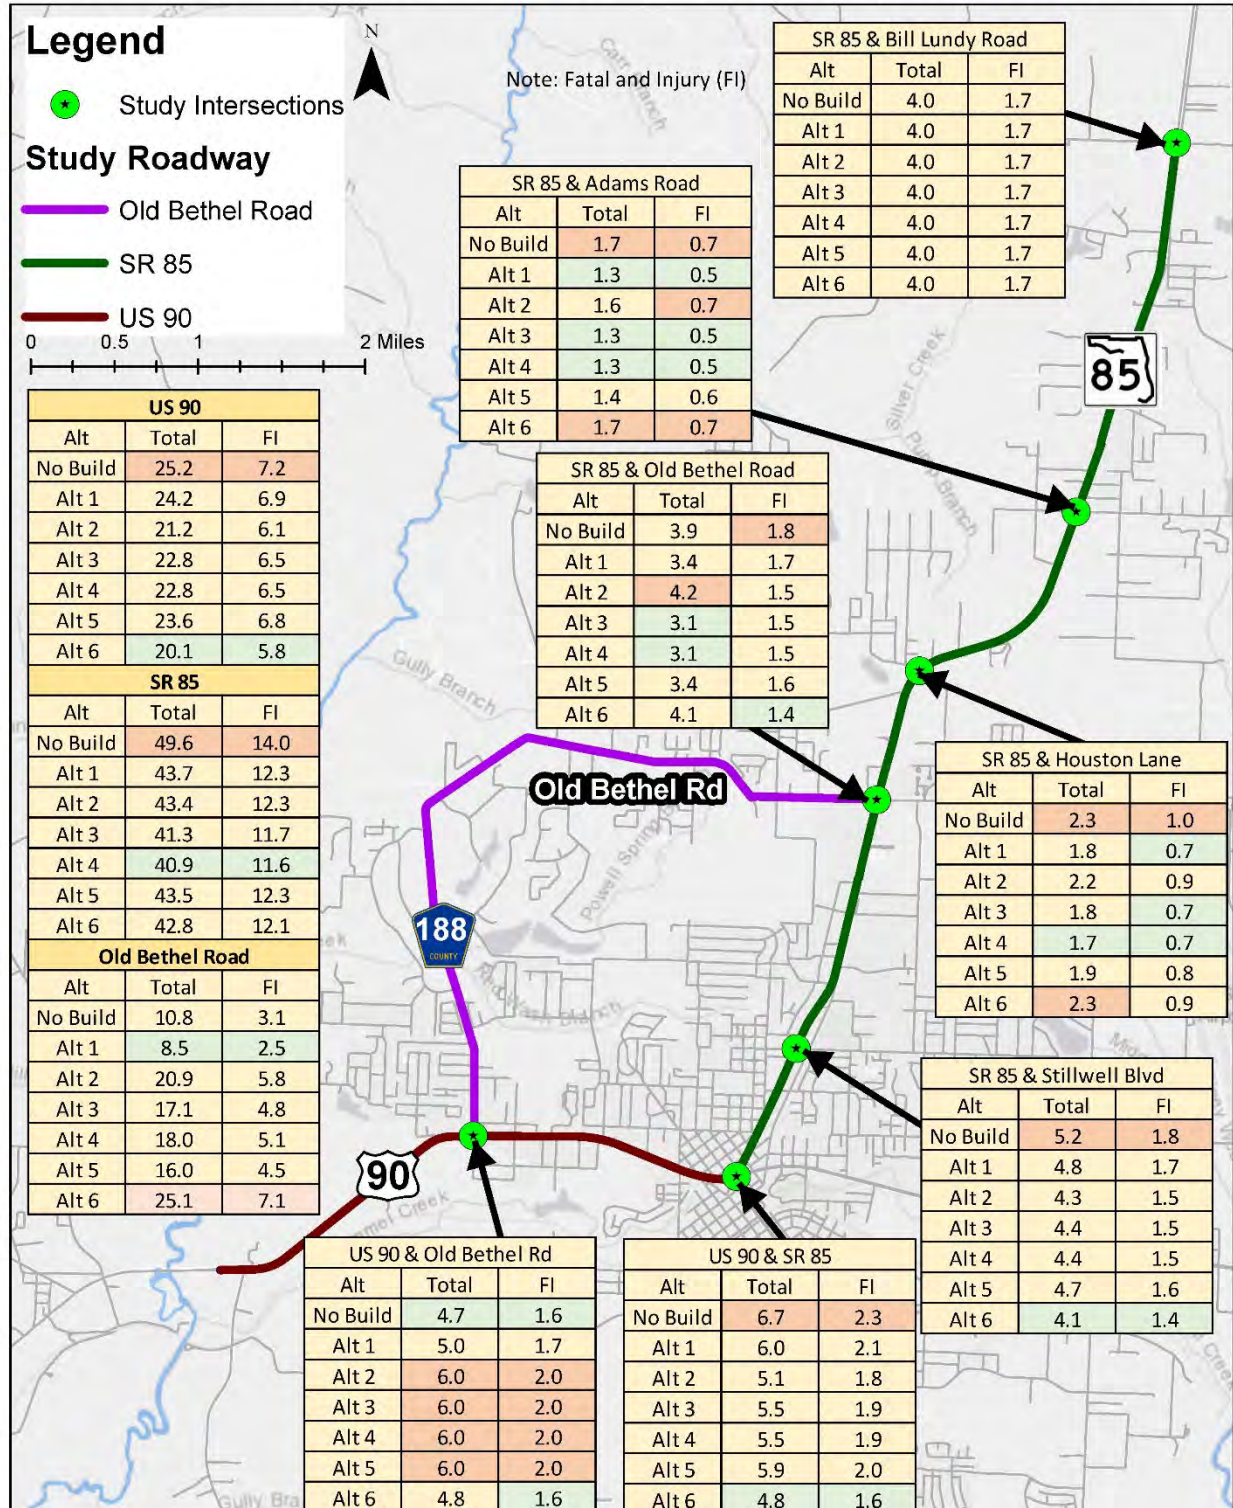 Legend
Study Intersections
Study Roadway
Old Bethel Road
SR 85
US 90
0 0.5 1 2 Miles
N
Note: Fatal and Injury (FI)
Carr Branch
SR 85 & Bill Lundy Road
Alt Total FI
No Build 4.0 1.7
Alt 1 4.0 1.7
Alt 2 4.0 1.7
Alt 3 4.0 1.7
Alt 4 4.0 1.7
Alt 5 4.0 1.7
Alt 6 4.0 1.7
SR 85 & Adams Road
Alt Total FI
No Build 1.7 0.7
Alt 1 1.3 0.5
Alt 2 1.6 0.7
Alt 3 1.3 0.5
Alt 4 1.3 0.5
Alt 5 1.4 0.6
Alt 6 1.7 0.7
85
Silver Creek
Pump Branch
US 90
Alt Total FI
No Build 25.2 7.2
Alt 1 24.2 6.9
Alt 2 21.2 6.1
Alt 3 22.8 6.5
Alt 4 22.8 6.5
Alt 5 23.6 6.8
Alt 6 20.1 5.8
SR 85
Alt Total FI
No Build 49.6 14.0
Alt 1 43.7 12.3
Alt 2 43.4 12.3
Alt 3 41.3 11.7
Alt 4 40.9 11.6
Alt 5 43.5 12.3
Alt 6 42.8 12.1
Old Bethel Road
Alt Total FI
No Build 10.8 3.1
Alt 1 8.5 2.5
Alt 2 20.9 5.8
Alt 3 17.1 4.8
Alt 4 18.0 5.1
Alt 5 16.0 4.5
Alt 6 25.1 7.1
SR 85 & Old Bethel Road
Alt Total FI
No Build 3.9 1.8
Alt 1 3.4 1.7
Alt 2 4.2 1.5
Alt 3 3.1 1.5
Alt 4 3.1 1.5
Alt 5 3.4 1.6
Alt 6 4.1 1.4
Gully Branch
Old Bethel Rd
Powell Spring
188
COUNTY
Wash Branch
SR 85 & Houston Lane
Alt Total FI
No Build 2.3 1.0
Alt 1 1.8 0.7
Alt 2 2.2 0.9
Alt 3 1.8 0.7
Alt 4 1.7 0.7
Alt 5 1.9 0.8
Alt 6 2.3 0.9
SR 85 & Stillwell Blvd
Alt Total FI
No Build 5.2 1.8
Alt 1 4.8 1.7
Alt 2 4.3 1.5
Alt 3 4.4 1.5
Alt 4 4.4 1.5
Alt 5 4.7 1.6
Alt 6 4.1 1.4
90
Creek
US 90 & Old Bethel Rd
Alt Total FI
No Build 4.7 1.6
Alt 1 5.0 1.7
Alt 2 6.0 2.0
Alt 3 6.0 2.0
Alt 4 6.0 2.0
Alt 5 6.0 2.0
Alt 6 4.8 1.6
US 90 & SR 85
Alt Total FI
No Build 6.7 2.3
Alt 1 6.0 2.1
Alt 2 5.1 1.8
Alt 3 5.5 1.9
Alt 4 5.5 1.9
Alt 5 5.9 2.0
Alt 6 4.8 1.6
Gully Bra